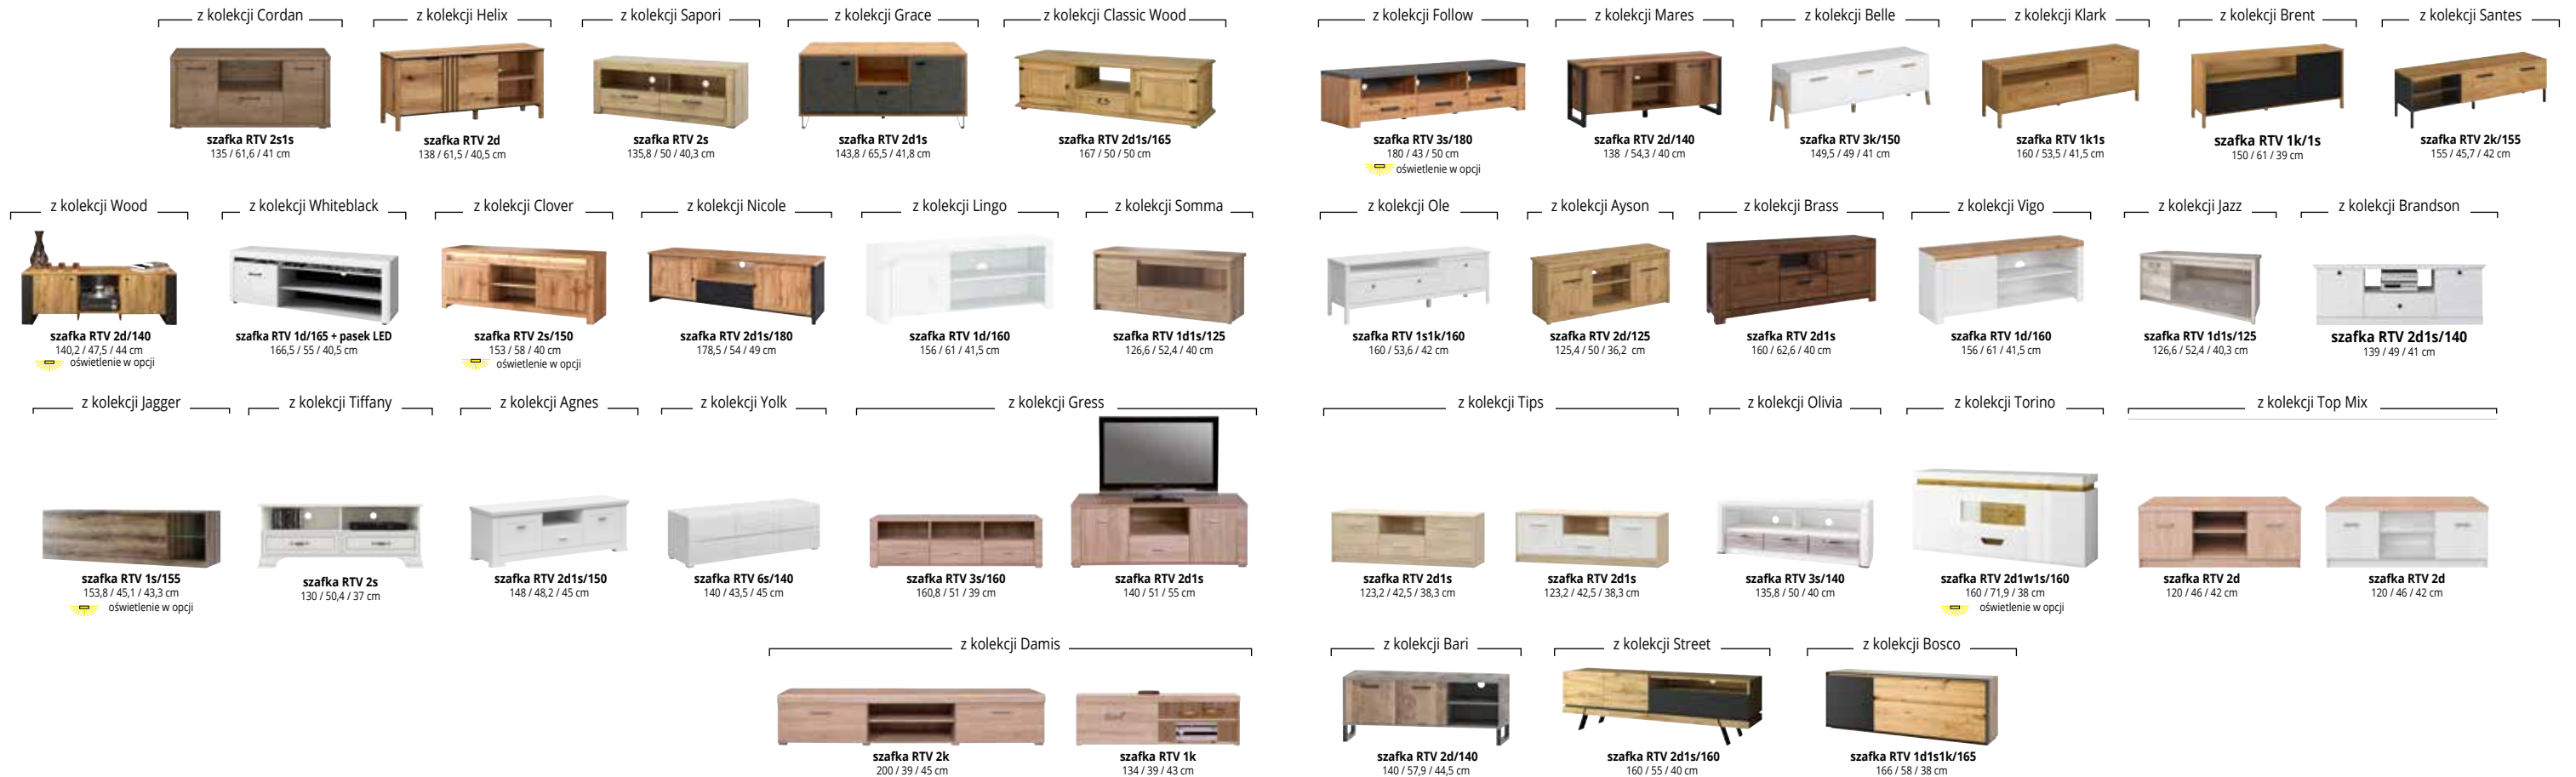 z kolekcji Cordan
szafka RTV 2s1s
135 / 61,6 / 41 cm
z kolekcji Helix
szafka RTV 2d
138 / 61,5 / 40,5 cm
z kolekcji Sapori
szafka RTV 2s
135,8 / 50 / 40,3 cm
z kolekcji Grace
szafka RTV 2d1s
143,8 / 65,5 / 41,8 cm
z kolekcji Classic Wood
szafka RTV 2d1s/165
167 / 50 / 50 cm
z kolekcji Follow
szafka RTV 3s/180
180 / 43 / 50 cm
oświetlenie w opcji
z kolekcji Mares
szafka RTV 2d/140
138 / 54,3 / 40 cm
z kolekcji Belle
szafka RTV 3k/150
149,5 / 49 / 41 cm
z kolekcji Klark
szafka RTV 1k1s
160 / 53,5 / 41,5 cm
z kolekcji Brent
szafka RTV 1k/1s
150 / 61 / 39 cm
z kolekcji Santes
szafka RTV 2k/155
155 / 45,7 / 42 cm
z kolekcji Wood
szafka RTV 2d/140
140,2 / 47,5 / 44 cm
oświetlenie w opcji
z kolekcji Whiteblack
szafka RTV 1d/165 + pasek LED
166,5 / 55 / 40,5 cm
z kolekcji Clover
szafka RTV 2s/150
153 / 58 / 40 cm
oświetlenie w opcji
z kolekcji Nicole
szafka RTV 2d1s/180
178,5 / 54 / 49 cm
z kolekcji Lingo
szafka RTV 1d/160
156 / 61 / 41,5 cm
z kolekcji Somma
szafka RTV 1d1s/125
126,6 / 52,4 / 40 cm
z kolekcji Ole
szafka RTV 1s1k/160
160 / 53,6 / 42 cm
z kolekcji Ayson
szafka RTV 2d/125
125,4 / 50 / 36,2 cm
z kolekcji Brass
szafka RTV 2d1s
160 / 62,6 / 40 cm
z kolekcji Vigo
szafka RTV 1d/160
156 / 61 / 41,5 cm
z kolekcji Jazz
szafka RTV 1d1s/125
126,6 / 52,4 / 40,3 cm
z kolekcji Brandson
szafka RTV 2d1s/140
139 / 49 / 41 cm
z kolekcji Jagger
szafka RTV 1s/155
153,8 / 45,1 / 43,3 cm
oświetlenie w opcji
z kolekcji Tiffany
szafka RTV 2s
130 / 50,4 / 37 cm
z kolekcji Agnes
szafka RTV 2d1s/150
148 / 48,2 / 45 cm
z kolekcji Yolk
szafka RTV 6s/140
140 / 43,5 / 45 cm
z kolekcji Gress
szafka RTV 3s/160
160,8 / 51 / 39 cm
szafka RTV 2d1s
140 / 51 / 55 cm
z kolekcji Tips
szafka RTV 2d1s
123,2 / 42,5 / 38,3 cm
szafka RTV 2d1s
123,2 / 42,5 / 38,3 cm
z kolekcji Olivia
szafka RTV 3s/140
135,8 / 50 / 40 cm
z kolekcji Torino
szafka RTV 2d1w1s/160
160 / 71,9 / 38 cm
oświetlenie w opcji
z kolekcji Top Mix
szafka RTV 2d
120 / 46 / 42 cm
szafka RTV 2d
120 / 46 / 42 cm
z kolekcji Damis
szafka RTV 2k
200 / 39 / 45 cm
szafka RTV 1k
134 / 39 / 43 cm
z kolekcji Bari
szafka RTV 2d/140
140 / 57,9 / 44,5 cm
z kolekcji Street
szafka RTV 2d1s/160
160 / 55 / 40 cm
z kolekcji Bosco
szafka RTV 1d1s1k/165
166 / 58 / 38 cm